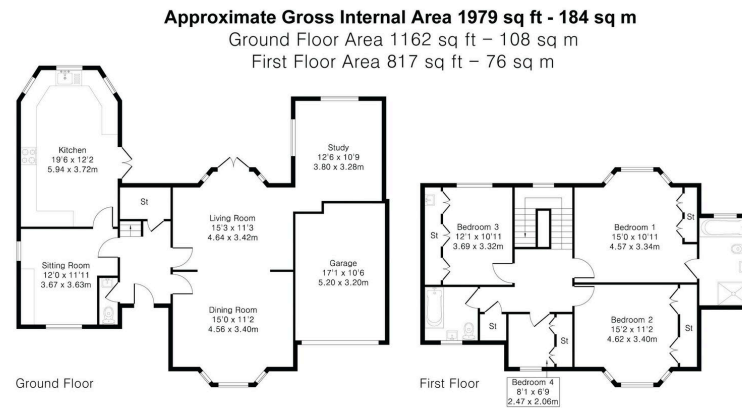 Approximate Gross Internal Area 1979 sq ft - 184 sq m
Ground Floor Area 1162 sq ft – 108 sq m
First Floor Area 817 sq ft – 76 sq m
Kitchen
19'6 x 12'2
5.94 x 3.72m
Study
12'6 x 10'9
3.80 x 3.28m
St
Living Room
15'3 x 11'3
4.64 x 3.42m
Sitting Room
12'0 x 11'11
3.67 x 3.63m
Garage
17'1 x 10'6
5.20 x 3.20m
Dining Room
15'0 x 11'2
4.56 x 3.40m
Ground Floor
St
Bedroom 3
12'1 x 10'11
3.69 x 3.32m
Bedroom 1
15'0 x 10'11
4.57 x 3.34m
St
St
St
Bedroom 2
15'2 x 11'2
4.62 x 3.40m
St
Bedroom 4
8'1 x 6'9
2.47 x 2.06m
First Floor